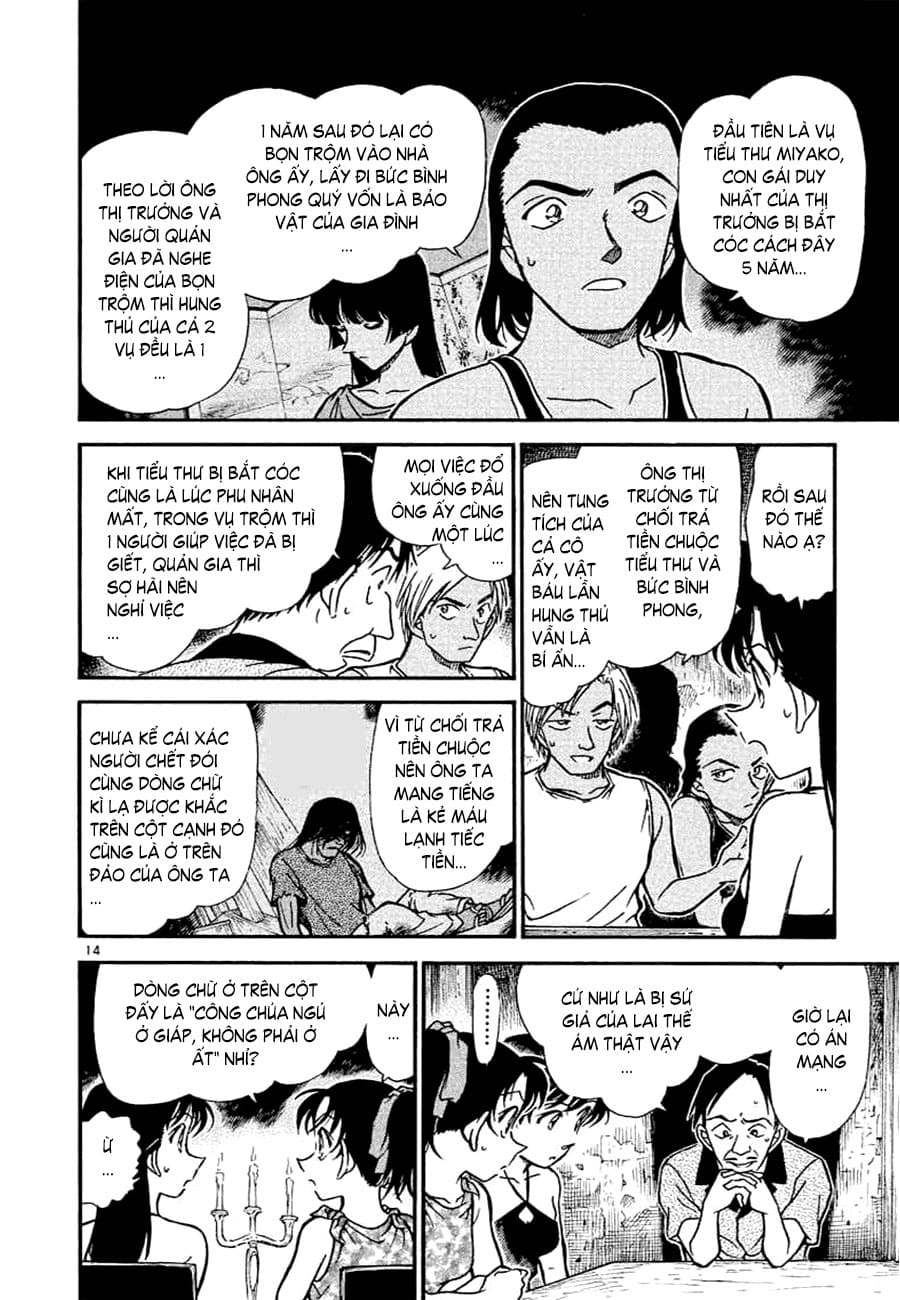 ĐẦU TIÊN LÀ VỤ
TIỂU THƯ MIYAKO,
CON GÁI DUY
NHẤT CỦA THỊ
TRƯỞNG BỊ BẮT
CÓC CÁCH ĐÂY
5 NĂM...
1 NĂM SAU ĐÓ LẠI CÓ
BỌN TRỘM VÀO NHÀ
ÔNG ẤY, LẤY ĐI BỨC BÌNH
PHONG QUÝ VỐN LÀ BẢO
VẬT CỦA GIA ĐÌNH
...
THEO LỜI ÔNG
THỊ TRƯỞNG VÀ
NGƯỜI QUẢN
GIA ĐÃ NGHE
ĐIỆN CỦA BỌN
TRỘM THÌ HUNG
THỦ CỦA CẢ 2
VỤ ĐỀU LÀ 1
...
RỒI SAU
ĐÓ THẾ
NÀO Ạ?
ÔNG THỊ
TRƯỞNG TỪ
CHỐI TRẢ
TIỀN CHUỘC
TIỂU THƯ VÀ
BỨC BÌNH
PHONG,
NÊN TUNG
TÍCH CỦA
CẢ CÔ
ẤY, VẬT
BÁU LẪN
HUNG THỦ
VẪN LÀ
BÍ ẨN...
MỌI VIỆC ĐỔ
XUỐNG ĐẦU
ÔNG ẤY CÙNG
MỘT LÚC
...
KHI TIỂU THƯ BỊ BẮT CÓC
CŨNG LÀ LÚC PHU NHÂN
MẤT, TRONG VỤ TRỘM THÌ
1 NGƯỜI GIÚP VIỆC ĐÃ BỊ
GIẾT, QUẢN GIA THÌ
SỢ HÃI NÊN
NGHỈ VIỆC
...
VÌ TỪ CHỐI TRẢ
TIỀN CHUỘC
NÊN ÔNG TA
MANG TIẾNG
LÀ KẺ MÁU
LẠNH TIẾC
TIỀN...
CHƯA KỂ CÁI XÁC
NGƯỜI CHẾT ĐÓI
CÙNG DÒNG CHỮ
KÌ LẠ ĐƯỢC KHẮC
TRÊN CỘT CẠNH ĐÓ
CŨNG LÀ Ở TRÊN
ĐẢO CỦA ÔNG TA
...
14
GIỜ LẠI
CÓ ÁN
MẠNG
...
CỨ NHƯ LÀ BỊ SỨ
GIẢ CỦA LAI THẾ
ÁM THẬT VẬY
...
........
NÀY
...
DÒNG CHỮ Ở TRÊN CỘT
ĐẤY LÀ "CÔNG CHÚA NGỦ
Ở GIÁP, KHÔNG PHẢI Ở
ẤT" NHỈ?
Ừ
...